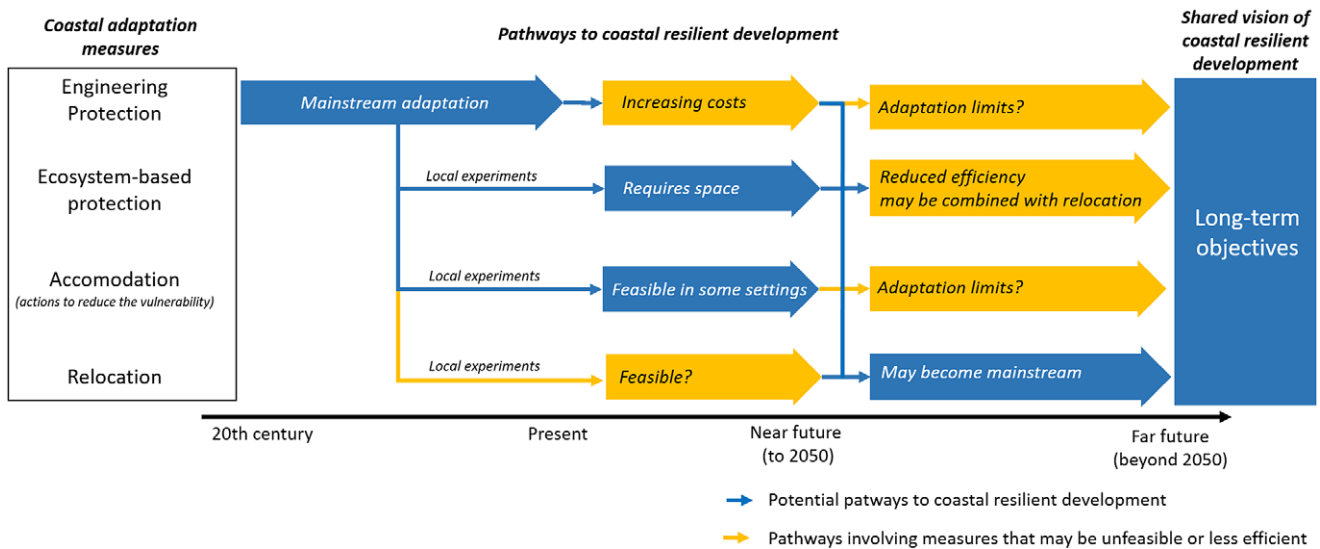 Coastal adaptation
measures
Pathways to coastal resilient development
Shared vision of
coastal resilient
development
Engineering
Protection
Mainstream adaptation
Increasing costs
Adaptation limits?
Ecosystem-based
protection
Local experiments
Requires space
Reduced efficiency
may be combined with relocation
Long-term
objectives
Accomodation
(actions to reduce the vulnerability)
Local experiments
Feasible in some settings
Adaptation limits?
Relocation
Local experiments
Feasible?
May become mainstream
20th century
Present
Near future
(to 2050)
Far future
(beyond 2050)
Potential patways to coastal resilient development
Pathways involving measures that may be unfeasible or less efficient